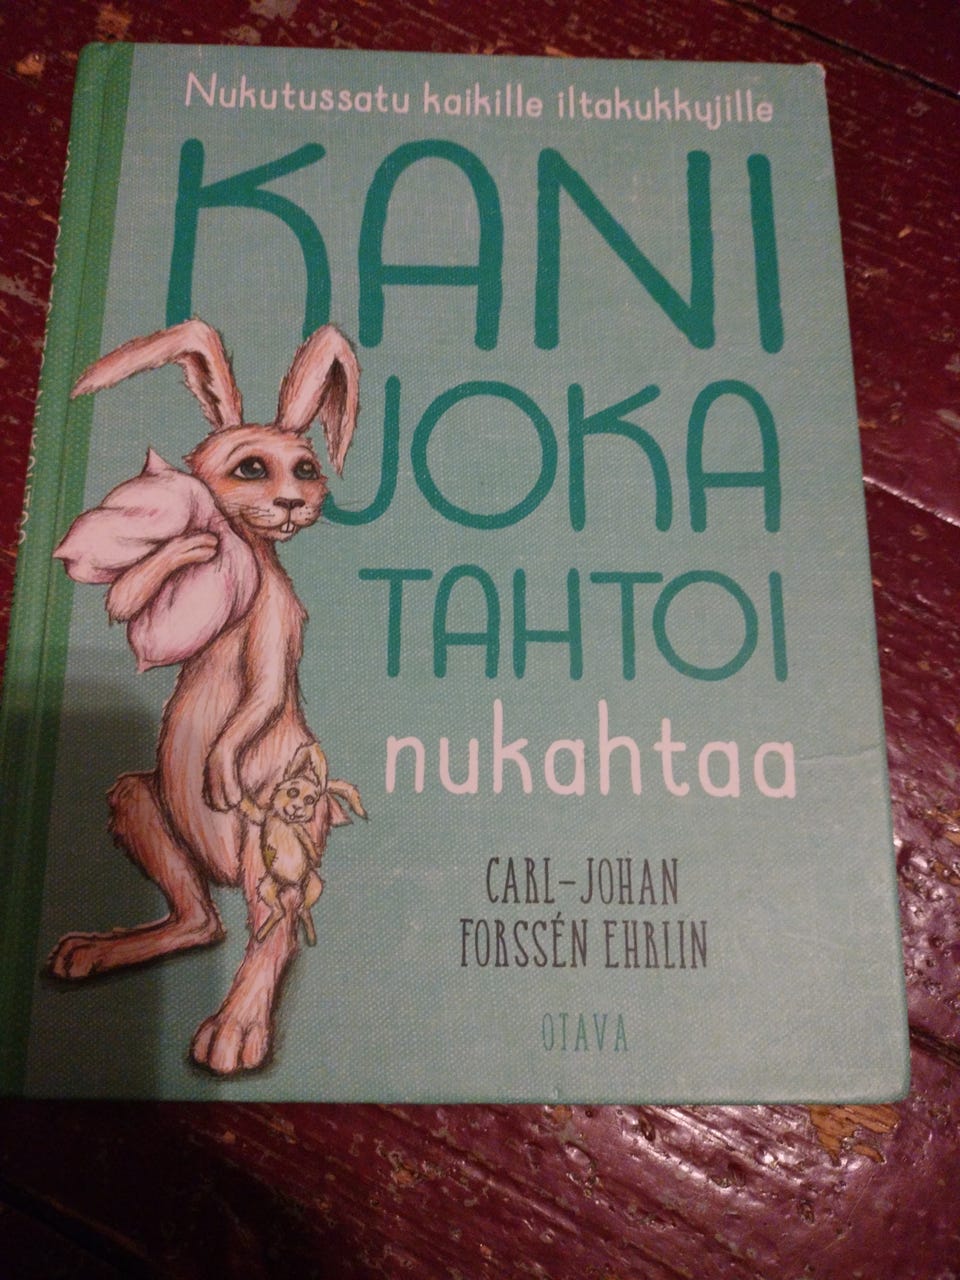 Nukutussatu kaikille iltakukkujille
KANI
JOKA
TAHTOI
nukahtaa
CARL-JOHAN
FORSSÉN EHRLIN
OTAVA